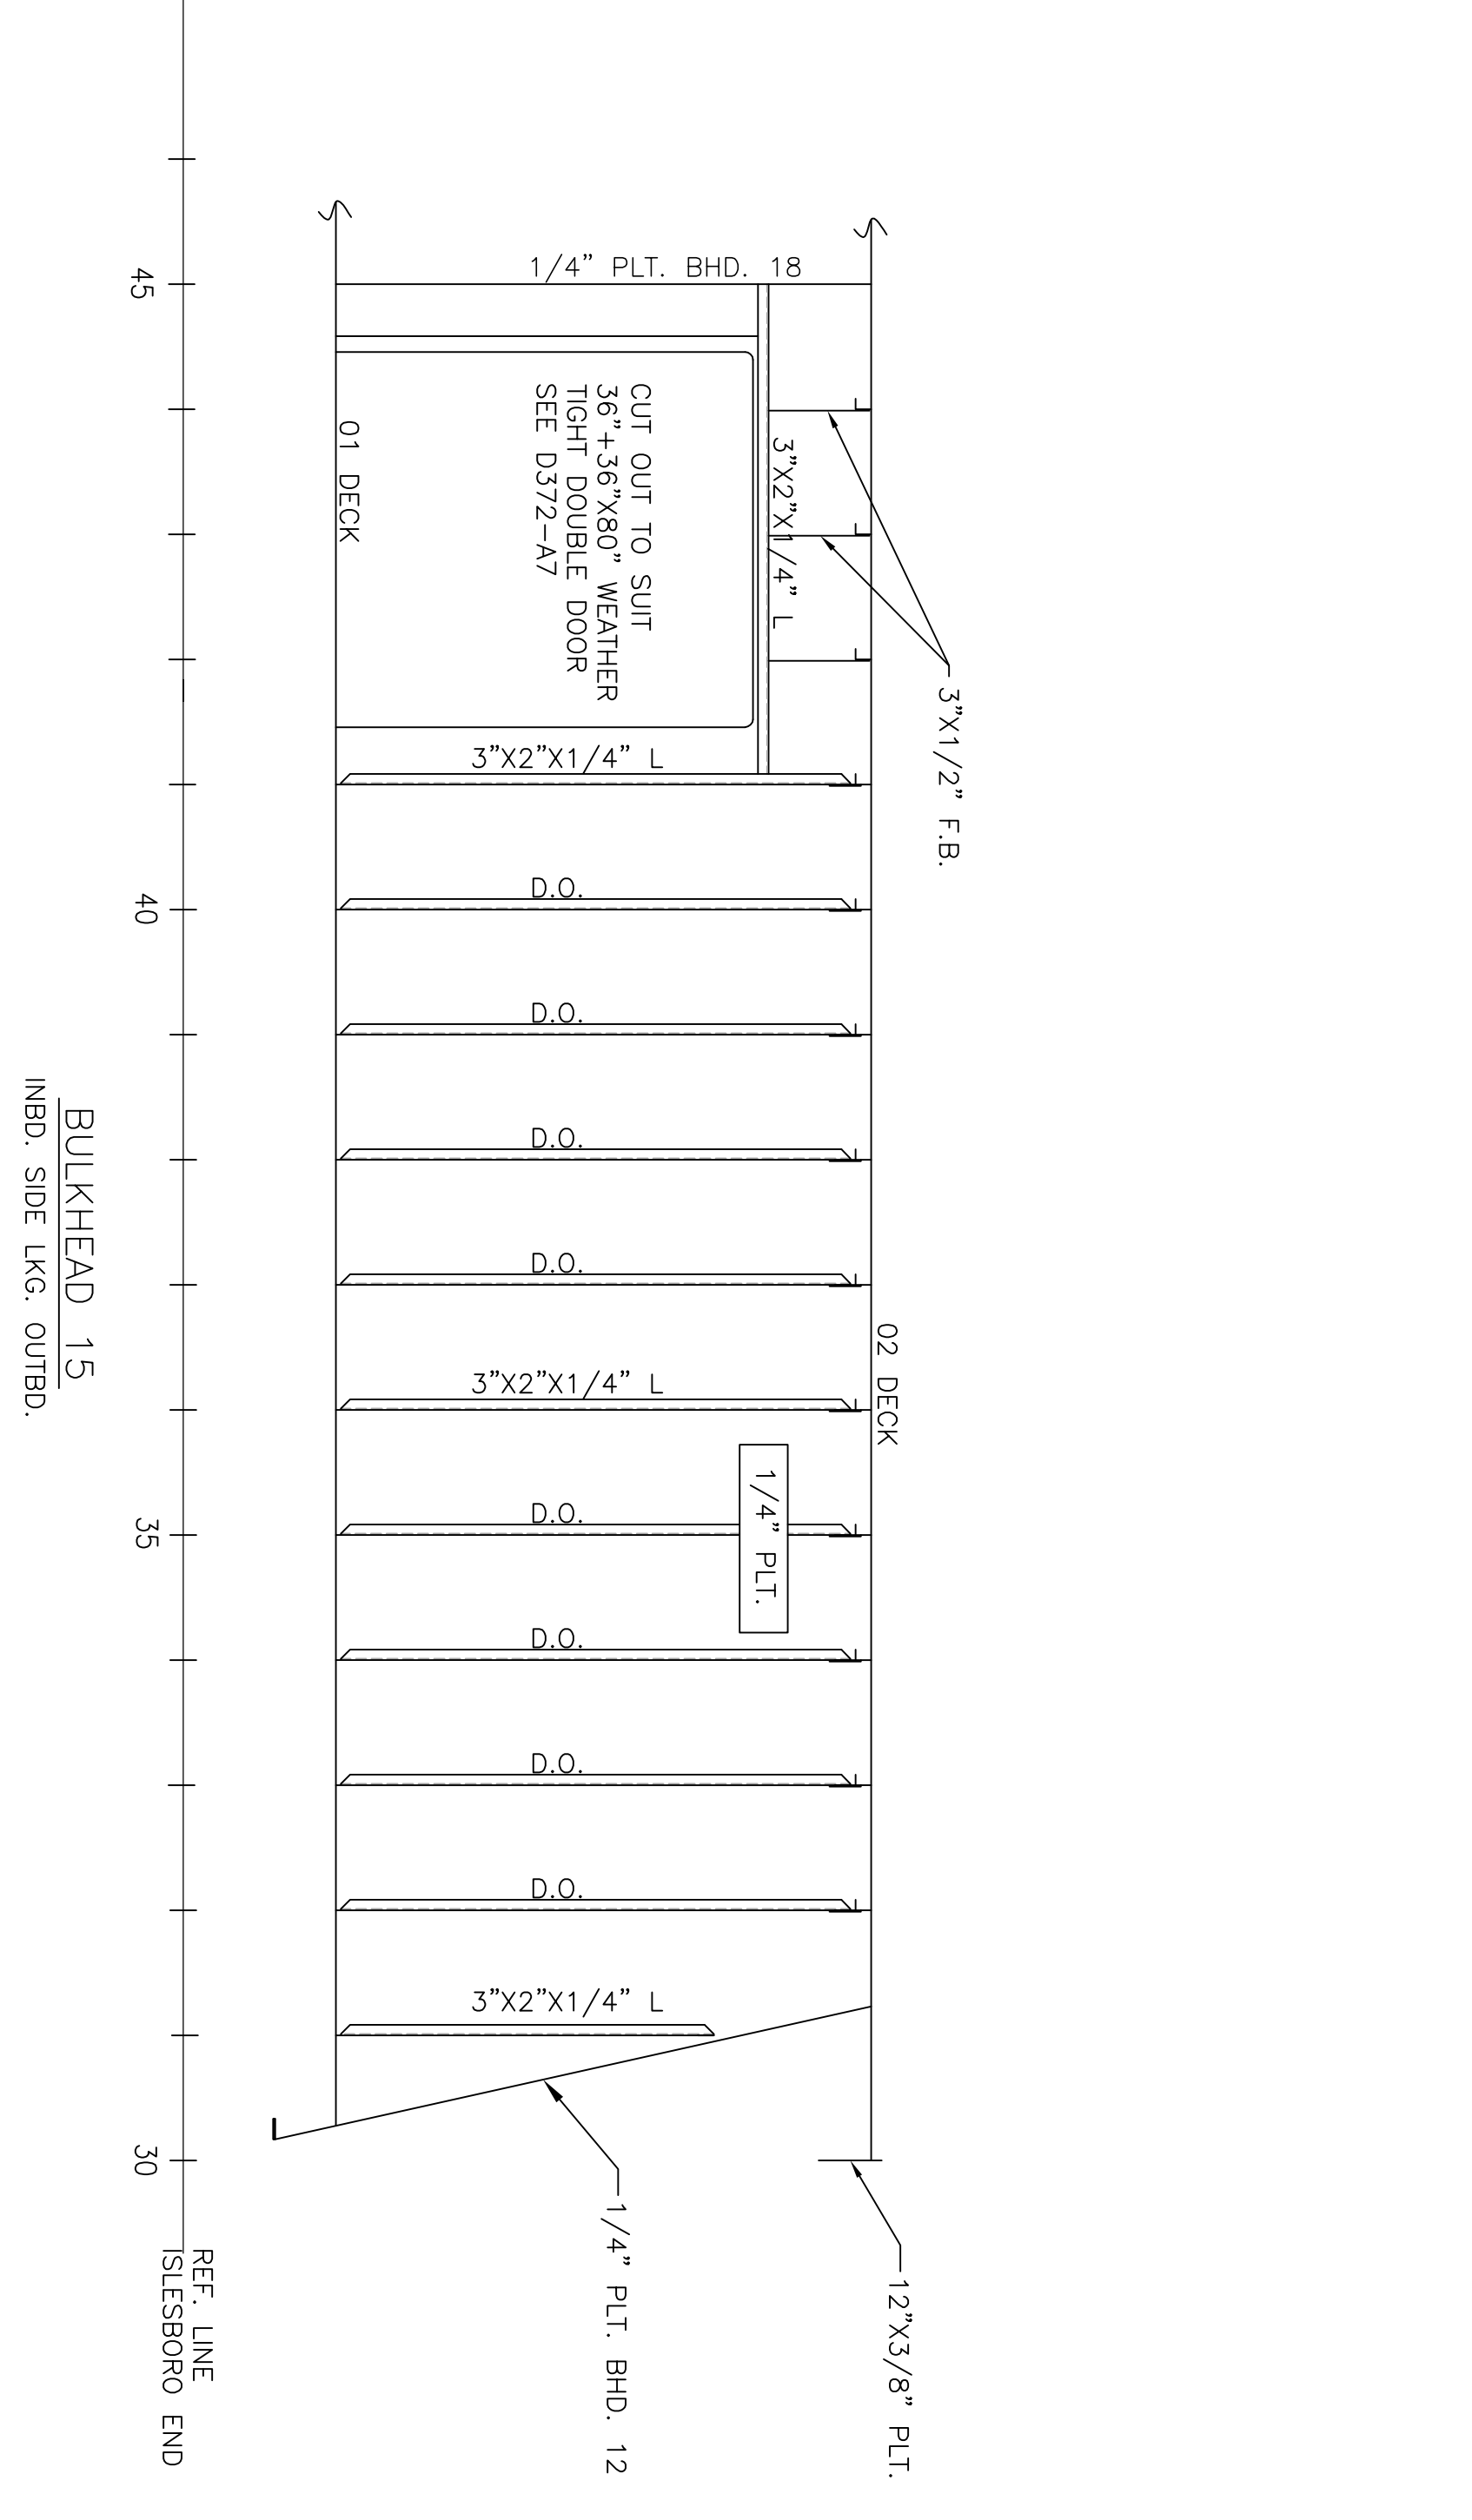 3"X1/2" F.B.
12"X3/8" PLT.
02 DECK
1/4" PLT. BHD. 18
3"X2"X1/4" L
1/4" PLT.
CUT OUT TO SUIT
36"+36"X80" WEATHER
TIGHT DOUBLE DOOR
SEE D372-A7
3"X2"X1/4" L
D.O.
D.O.
D.O.
D.O.
3"X2"X1/4" L
D.O.
D.O.
D.O.
D.O.
3"X2"X1/4" L
1/4" PLT. BHD. 12
01 DECK
45
40
35
30
REF. LINE
ISLESBORO END
BULKHEAD 15
INBD. SIDE LKG. OUTBD.